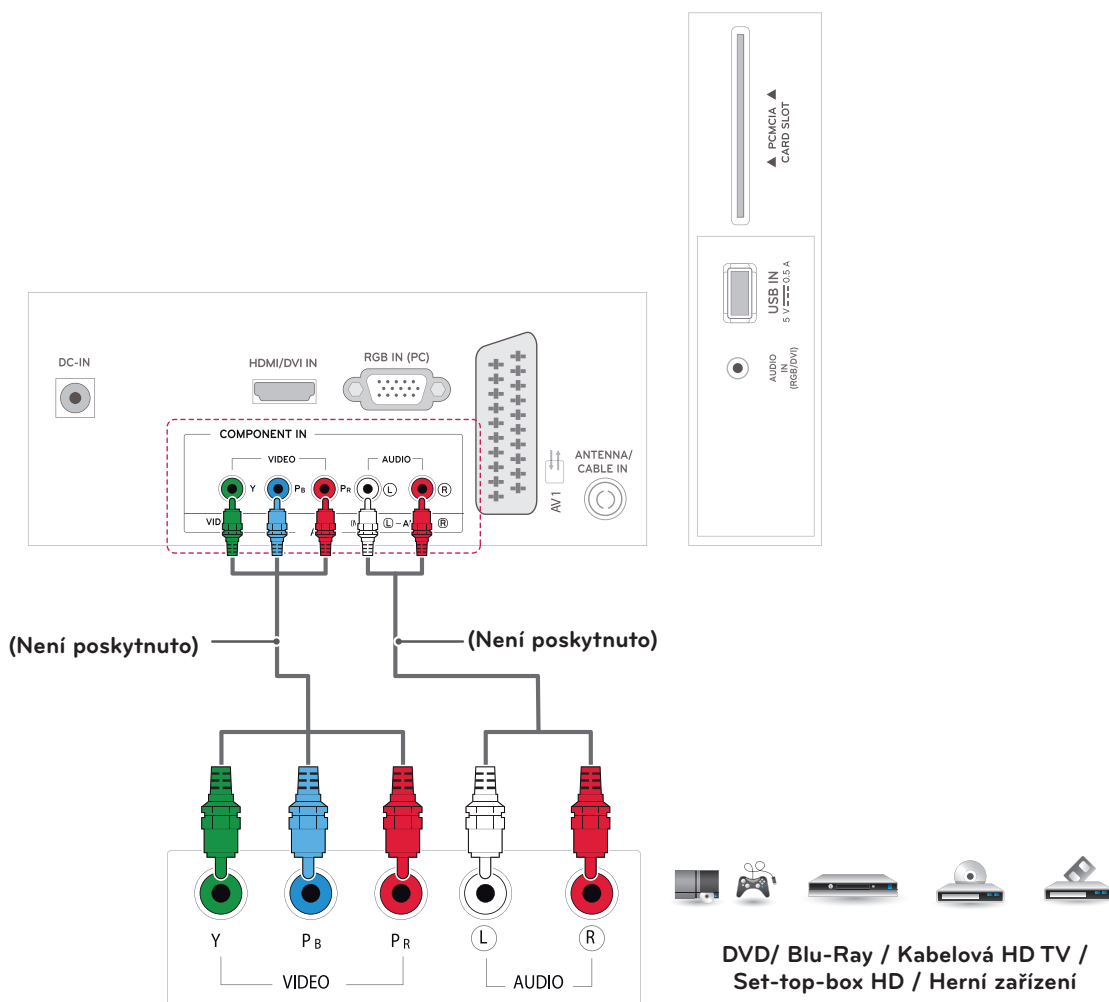 ▲ PCMCIA ▲
▲ CARD SLOT
USB IN
5 V 0.5 A
AUDIO
IN
(RGB/DVI)
DC-IN
HDMI/DVI IN
RGB IN (PC)
COMPONENT IN
VIDEO
AUDIO
Y
PB
PR
L
R
VID
L
R
AV1
ANTENNA/
CABLE IN
(Není poskytnuto)
(Není poskytnuto)
Y
PB
PR
L
R
VIDEO
AUDIO
DVD/ Blu-Ray / Kabelová HD TV /
Set-top-box HD / Herní zařízení